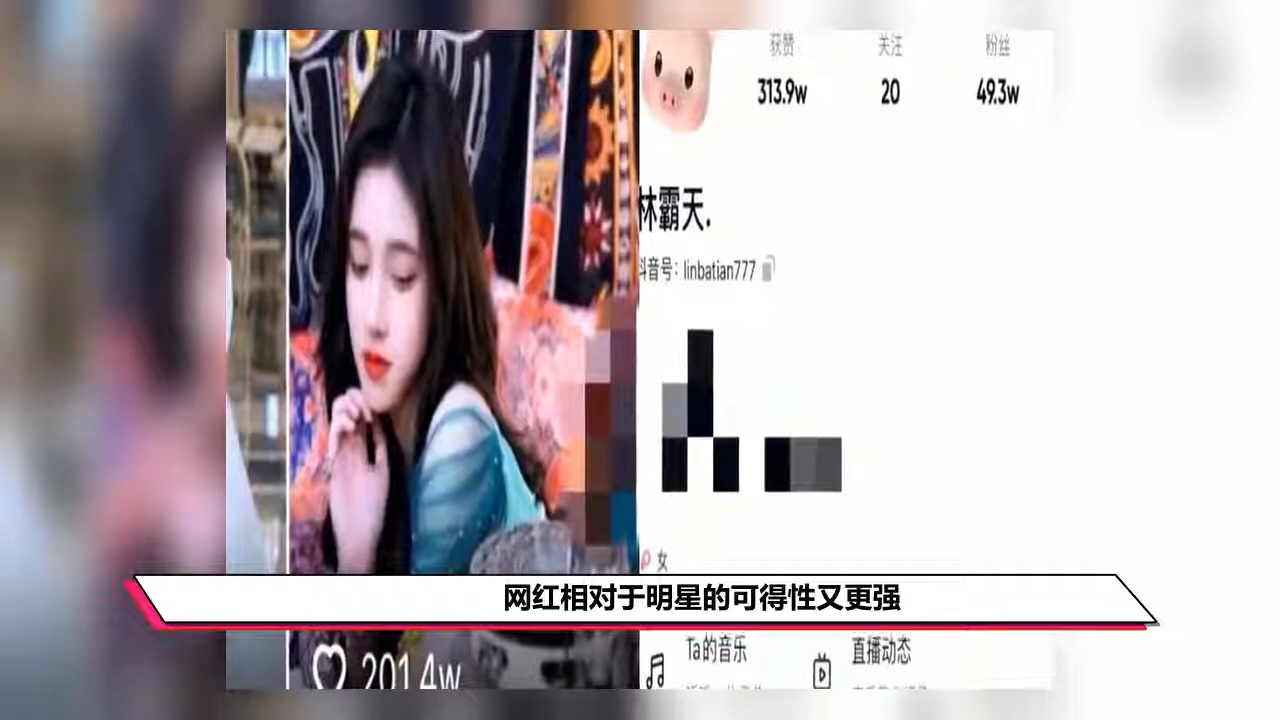 获赞 关注 粉丝
313.9w 20 49.3w
林霸天.
抖音号: linbatian777
女
网红相对于明星的可得性又更强
Ta的音乐 直播动态
201.4w